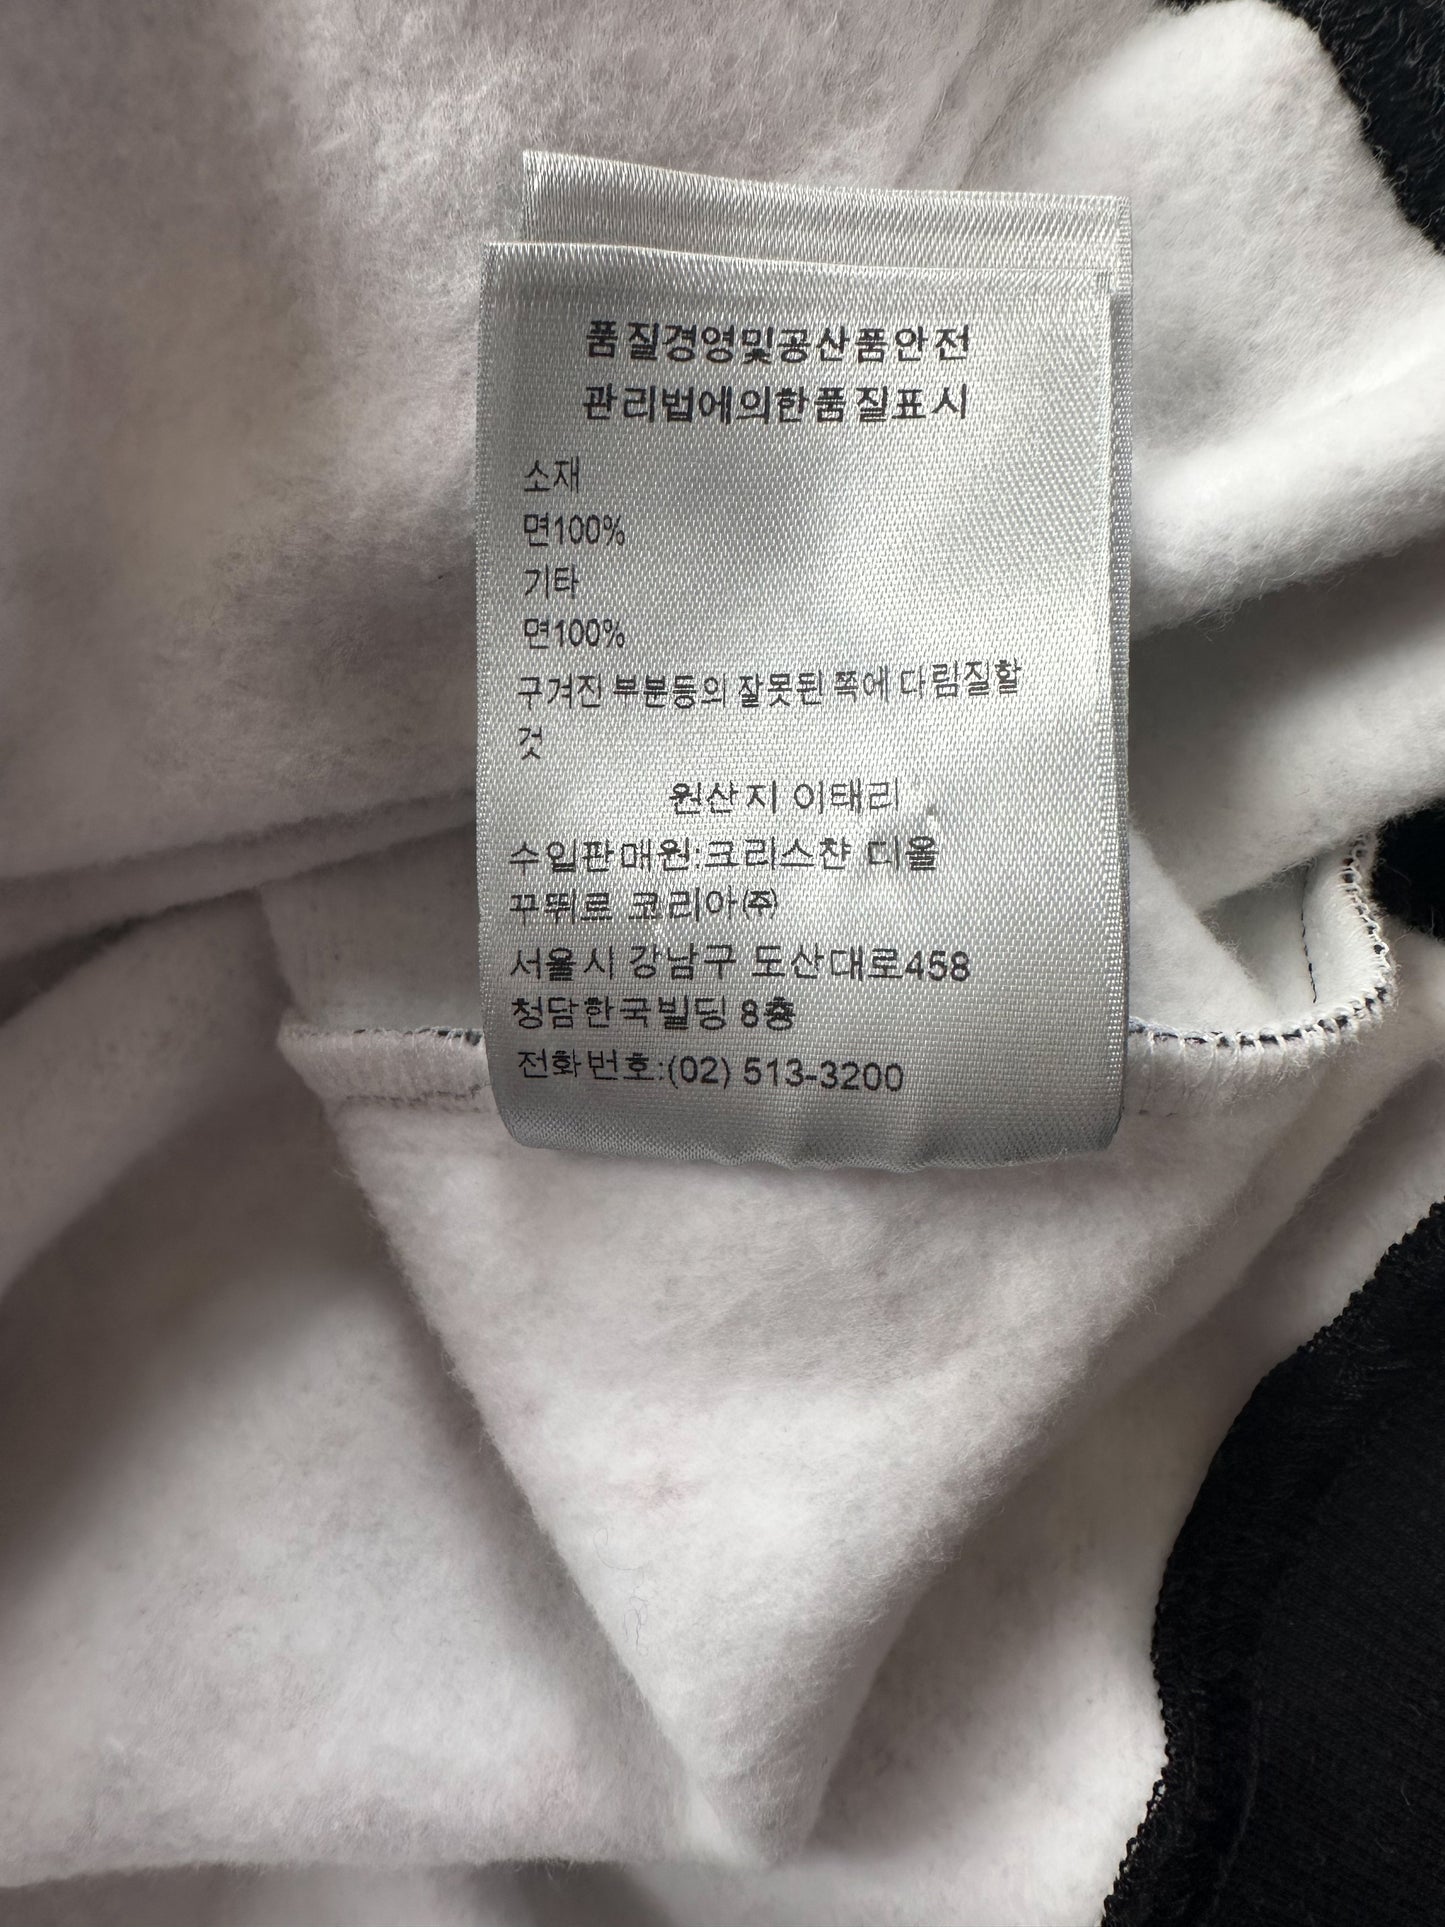 품질경영및공산품안전
관리법에의한품질표시
소재
면100%
기타
면100%
구겨진 부분등의 잘못된 쪽에 다림질할
것
원산지 이태리
수입판매원:크리스챤 디올
꾸뛰르 코리아(주)
서울시 강남구 도산대로458
청담한국빌딩 8층
전화번호:(02) 513-3200